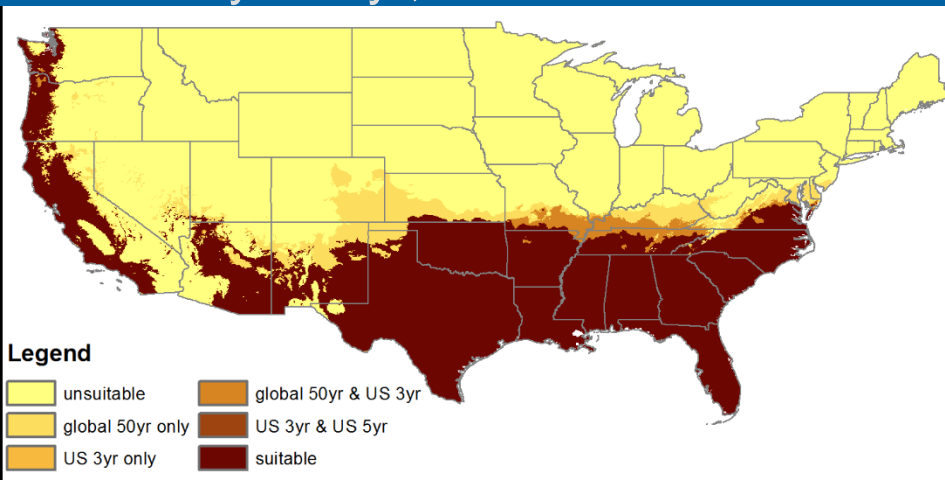 Legend
unsuitable
global 50yr only
US 3yr only
global 50yr & US 3yr
US 3yr & US 5yr
suitable